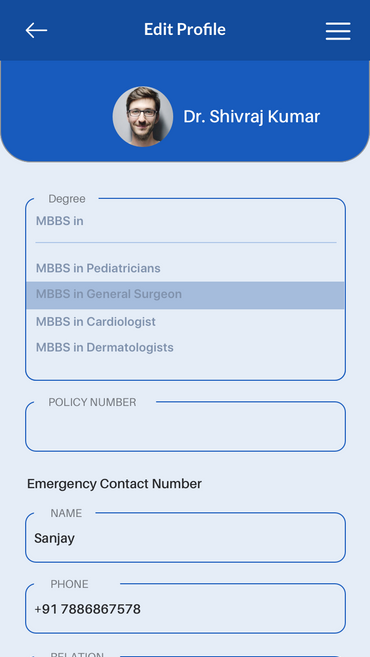 Edit Profile
Dr. Shivraj Kumar
Degree
MBBS in
MBBS in Pediatricians
MBBS in General Surgeon
MBBS in Cardiologist
MBBS in Dermatologists
POLICY NUMBER
Emergency Contact Number
NAME
Sanjay
PHONE
+91 7886867578
RELATION